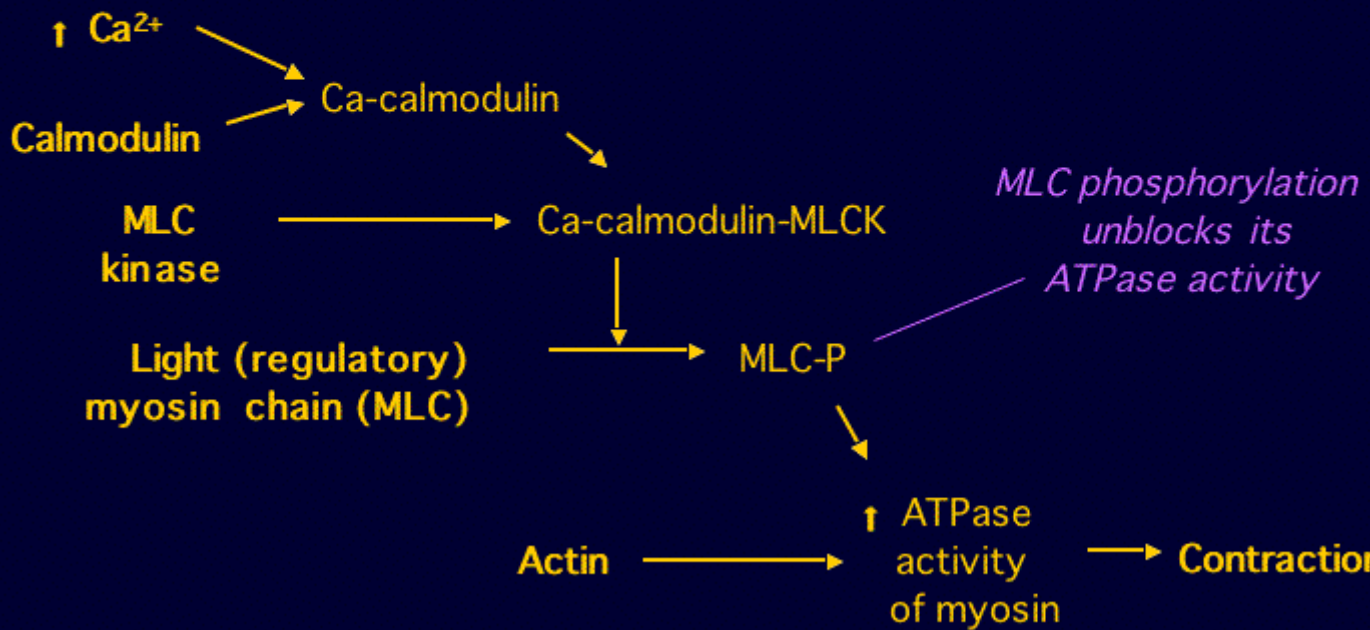 ⬆ Ca²⁺
Ca-calmodulin
Calmodulin
MLC
kinase
Ca-calmodulin-MLCK
MLC phosphorylation
unblocks its
ATPase activity
Light (regulatory)
myosin chain (MLC)
MLC-P
Actin
⬆ ATPase
activity
of myosin
Contraction